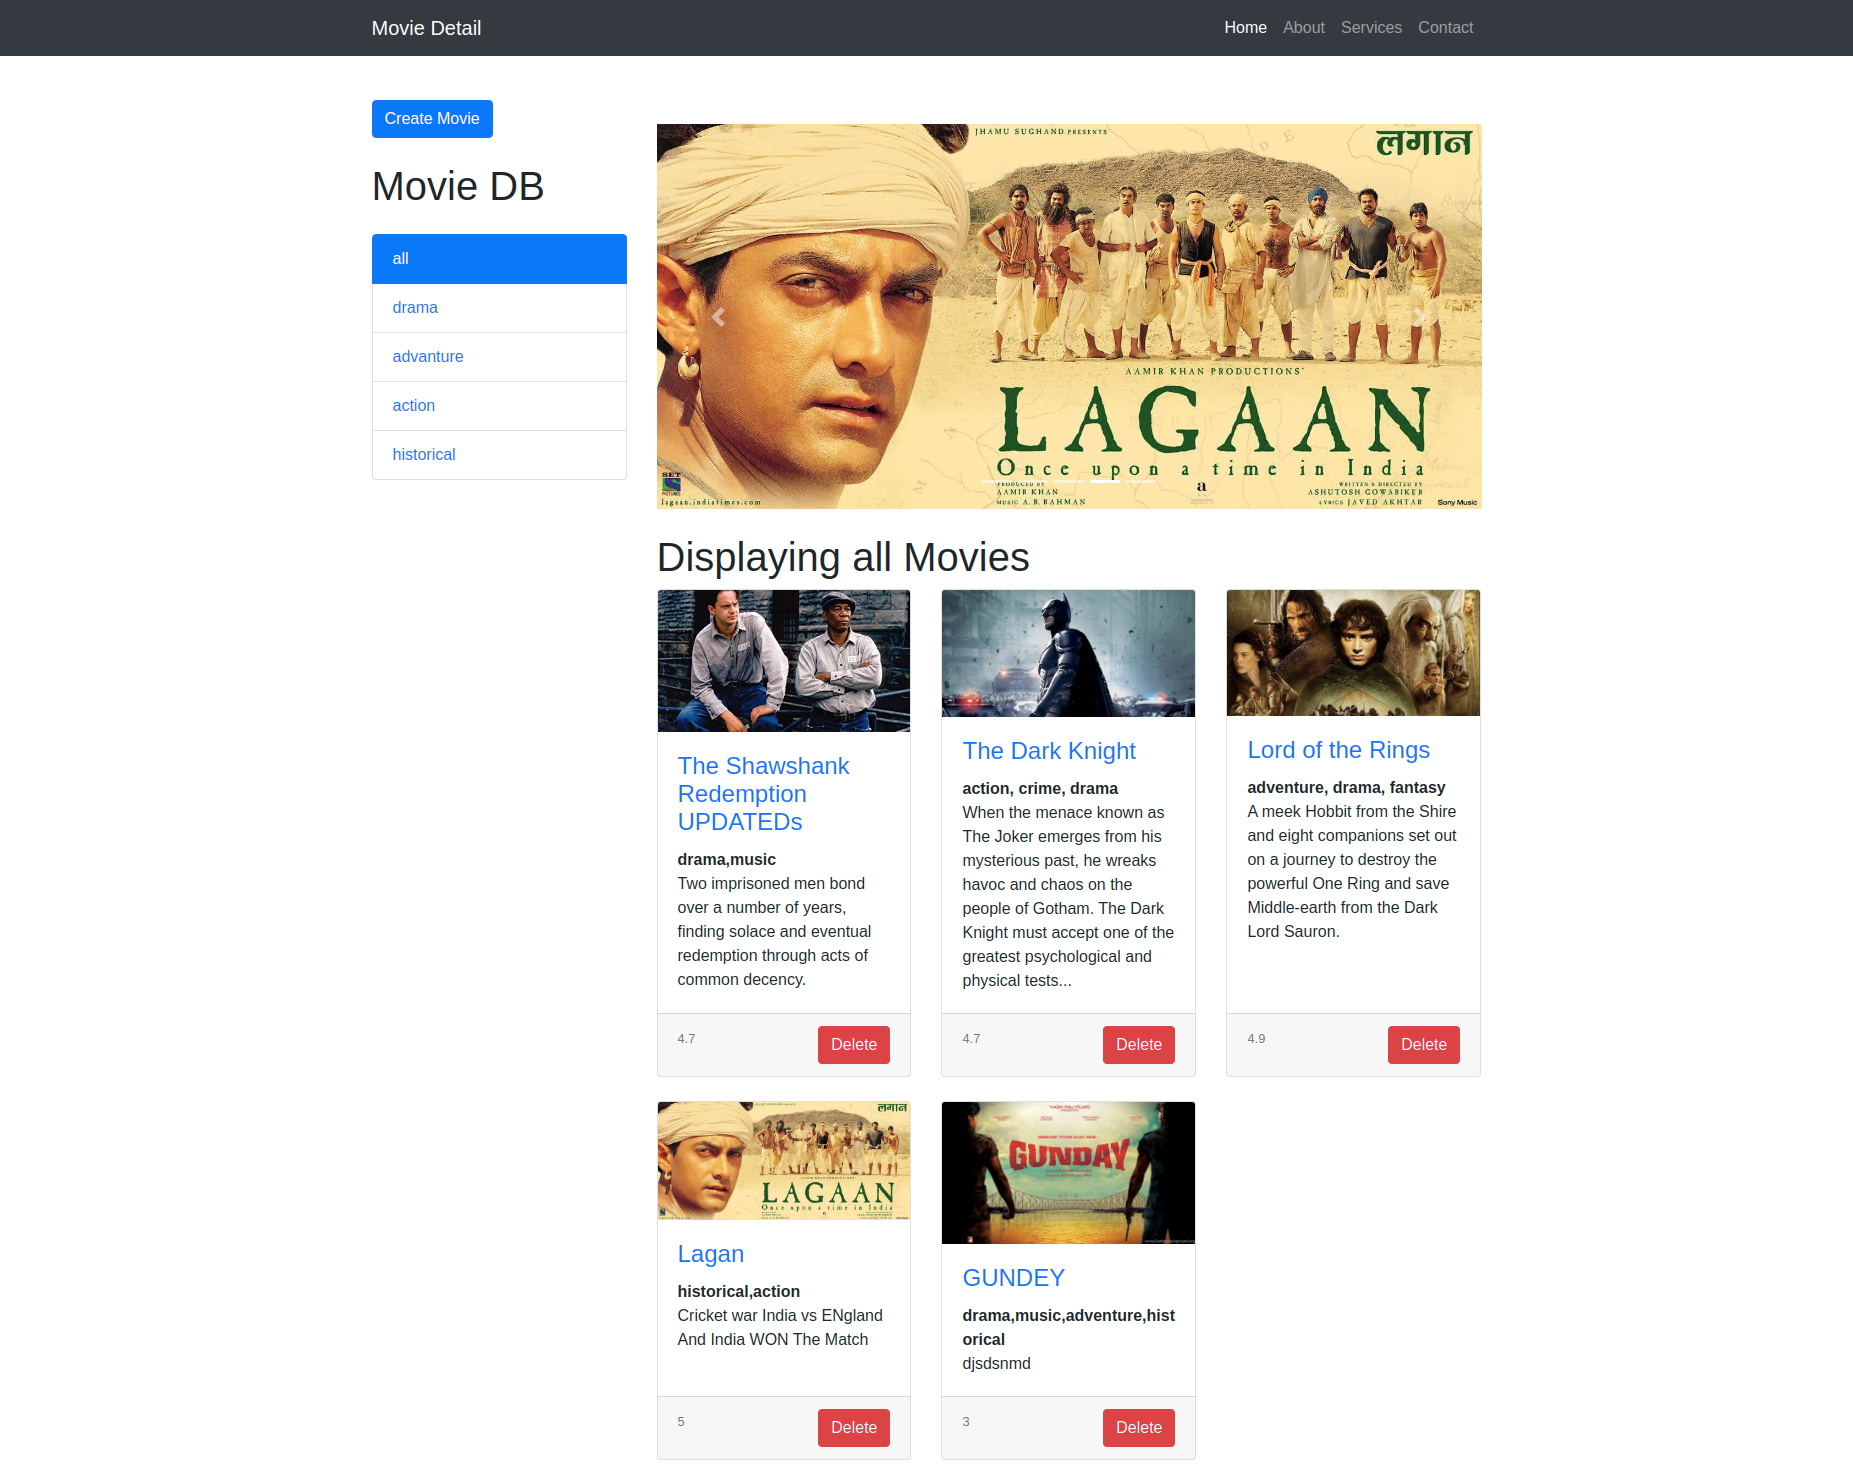 Movie Detail
Home About Services Contact
Create Movie
Movie DB
all
drama
advanture
action
historical
JHAMU SUGHAND PRESENTS
लगान
AAMIR KHAN PRODUCTIONS'
LAGAAN
Once upon a time in India
SET
PICTURES
lagaan.indiatimes.com
PRODUCED BY
AAMIR KHAN
MUSIC A. R. RAHMAN
a
WRITTEN & DIRECTED BY
ASHUTOSH GOWARIKER
LYRICS JAVED AKHTAR
Sony Music
Displaying all Movies
The Shawshank
Redemption
UPDATEDs
drama,music
Two imprisoned men bond
over a number of years,
finding solace and eventual
redemption through acts of
common decency.
4.7
Delete
The Dark Knight
action, crime, drama
When the menace known as
The Joker emerges from his
mysterious past, he wreaks
havoc and chaos on the
people of Gotham. The Dark
Knight must accept one of the
greatest psychological and
physical tests...
4.7
Delete
Lord of the Rings
adventure, drama, fantasy
A meek Hobbit from the Shire
and eight companions set out
on a journey to destroy the
powerful One Ring and save
Middle-earth from the Dark
Lord Sauron.
4.9
Delete
लगान
LAGAAN
Once upon a time in India
Lagan
historical,action
Cricket war India vs ENgland
And India WON The Match
5
Delete
YASH RAJ FILMS
GUNDAY
GUNDEY
drama,music,adventure,hist
orical
djsdsnmd
3
Delete